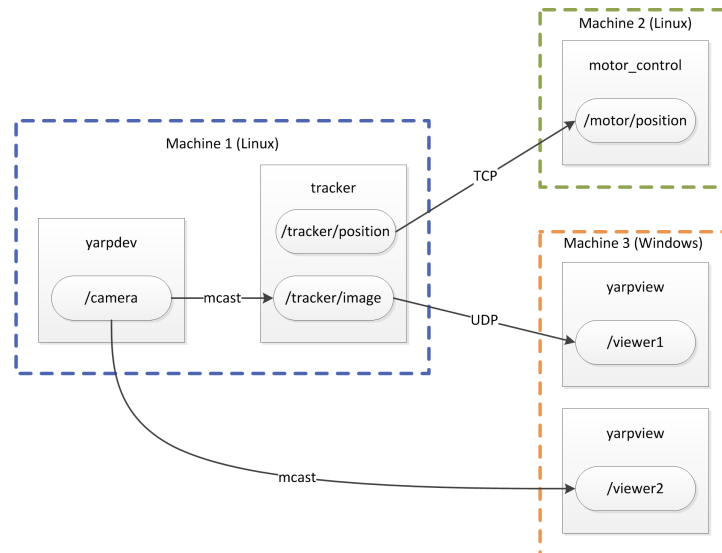 Machine 2 (Linux)
motor_control
/motor/position
Machine 1 (Linux)
TCP
tracker
/tracker/position
yarpdev
Machine 3 (Windows)
yarpview
/camera
mcast
/tracker/image
UDP
/viewer1
yarpview
mcast
/viewer2